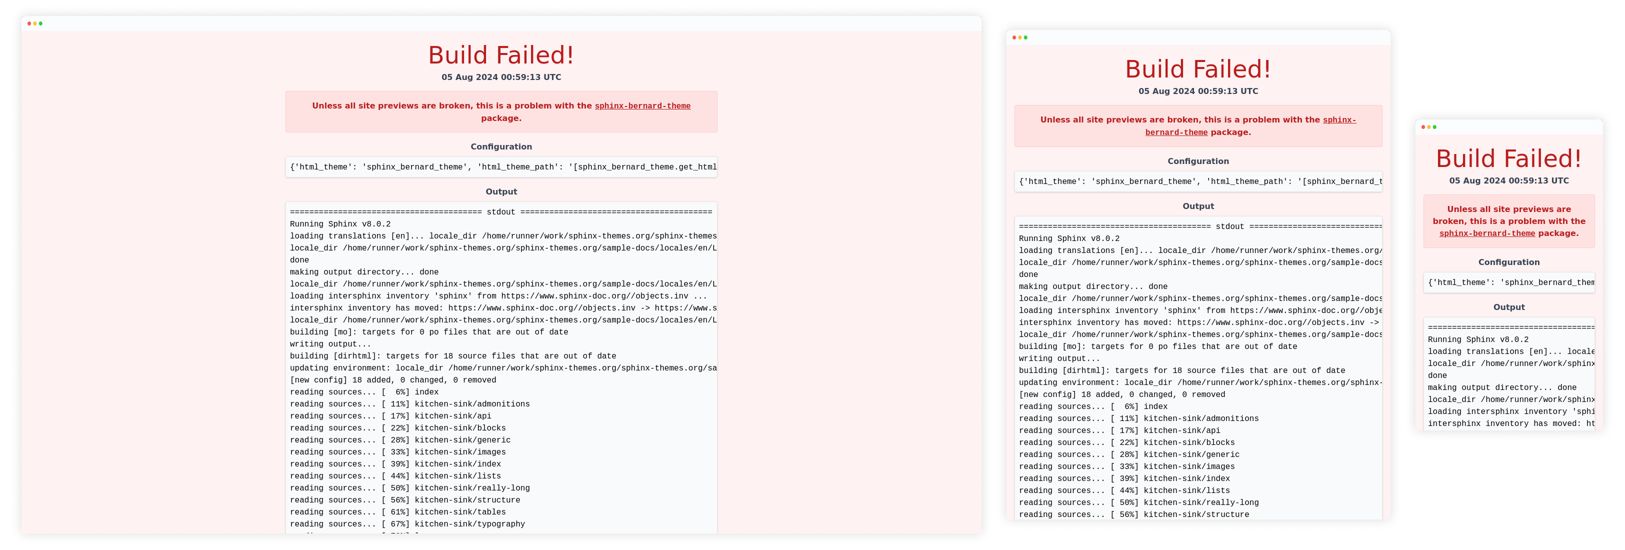 Build Failed!
05 Aug 2024 00:59:13 UTC
Unless all site previews are broken, this is a problem with the sphinx-bernard-theme
package.
Configuration
{'html_theme': 'sphinx_bernard_theme', 'html_theme_path': '[sphinx_bernard_theme.get_html
Output
======================================== stdout ========================================
Running Sphinx v8.0.2
loading translations [en]... locale_dir /home/runner/work/sphinx-themes.org/sphinx-themes
locale_dir /home/runner/work/sphinx-themes.org/sphinx-themes.org/sample-docs/locales/en/L
done
making output directory... done
locale_dir /home/runner/work/sphinx-themes.org/sphinx-themes.org/sample-docs/locales/en/L
loading intersphinx inventory 'sphinx' from https://www.sphinx-doc.org//objects.inv ...
intersphinx inventory has moved: https://www.sphinx-doc.org//objects.inv -> https://www.s
locale_dir /home/runner/work/sphinx-themes.org/sphinx-themes.org/sample-docs/locales/en/L
building [mo]: targets for 0 po files that are out of date
writing output...
building [dirhtml]: targets for 18 source files that are out of date
updating environment: locale_dir /home/runner/work/sphinx-themes.org/sphinx-themes.org/sa
[new config] 18 added, 0 changed, 0 removed
reading sources... [  6%] index
reading sources... [ 11%] kitchen-sink/admonitions
reading sources... [ 17%] kitchen-sink/api
reading sources... [ 22%] kitchen-sink/blocks
reading sources... [ 28%] kitchen-sink/generic
reading sources... [ 33%] kitchen-sink/images
reading sources... [ 39%] kitchen-sink/index
reading sources... [ 44%] kitchen-sink/lists
reading sources... [ 50%] kitchen-sink/really-long
reading sources... [ 56%] kitchen-sink/structure
reading sources... [ 61%] kitchen-sink/tables
reading sources... [ 67%] kitchen-sink/typography
Build Failed!
05 Aug 2024 00:59:13 UTC
Unless all site previews are broken, this is a problem with the sphinx-
bernard-theme package.
Configuration
{'html_theme': 'sphinx_bernard_theme', 'html_theme_path': '[sphinx_bernard_t
Output
======================================== stdout ===================================
Running Sphinx v8.0.2
loading translations [en]... locale_dir /home/runner/work/sphinx-themes.org/
locale_dir /home/runner/work/sphinx-themes.org/sphinx-themes.org/sample-docs
done
making output directory... done
locale_dir /home/runner/work/sphinx-themes.org/sphinx-themes.org/sample-docs
loading intersphinx inventory 'sphinx' from https://www.sphinx-doc.org//obje
intersphinx inventory has moved: https://www.sphinx-doc.org//objects.inv ->
locale_dir /home/runner/work/sphinx-themes.org/sphinx-themes.org/sample-docs
building [mo]: targets for 0 po files that are out of date
writing output...
building [dirhtml]: targets for 18 source files that are out of date
updating environment: locale_dir /home/runner/work/sphinx-themes.org/sphinx-
[new config] 18 added, 0 changed, 0 removed
reading sources... [  6%] index
reading sources... [ 11%] kitchen-sink/admonitions
reading sources... [ 17%] kitchen-sink/api
reading sources... [ 22%] kitchen-sink/blocks
reading sources... [ 28%] kitchen-sink/generic
reading sources... [ 33%] kitchen-sink/images
reading sources... [ 39%] kitchen-sink/index
reading sources... [ 44%] kitchen-sink/lists
reading sources... [ 50%] kitchen-sink/really-long
reading sources... [ 56%] kitchen-sink/structure
Build Failed!
05 Aug 2024 00:59:13 UTC
Unless all site previews are
broken, this is a problem with the
sphinx-bernard-theme package.
Configuration
{'html_theme': 'sphinx_bernard_them
Output
===================================
Running Sphinx v8.0.2
loading translations [en]... locale
locale_dir /home/runner/work/sphinx
done
making output directory... done
locale_dir /home/runner/work/sphinx
loading intersphinx inventory 'sphi
intersphinx inventory has moved: ht